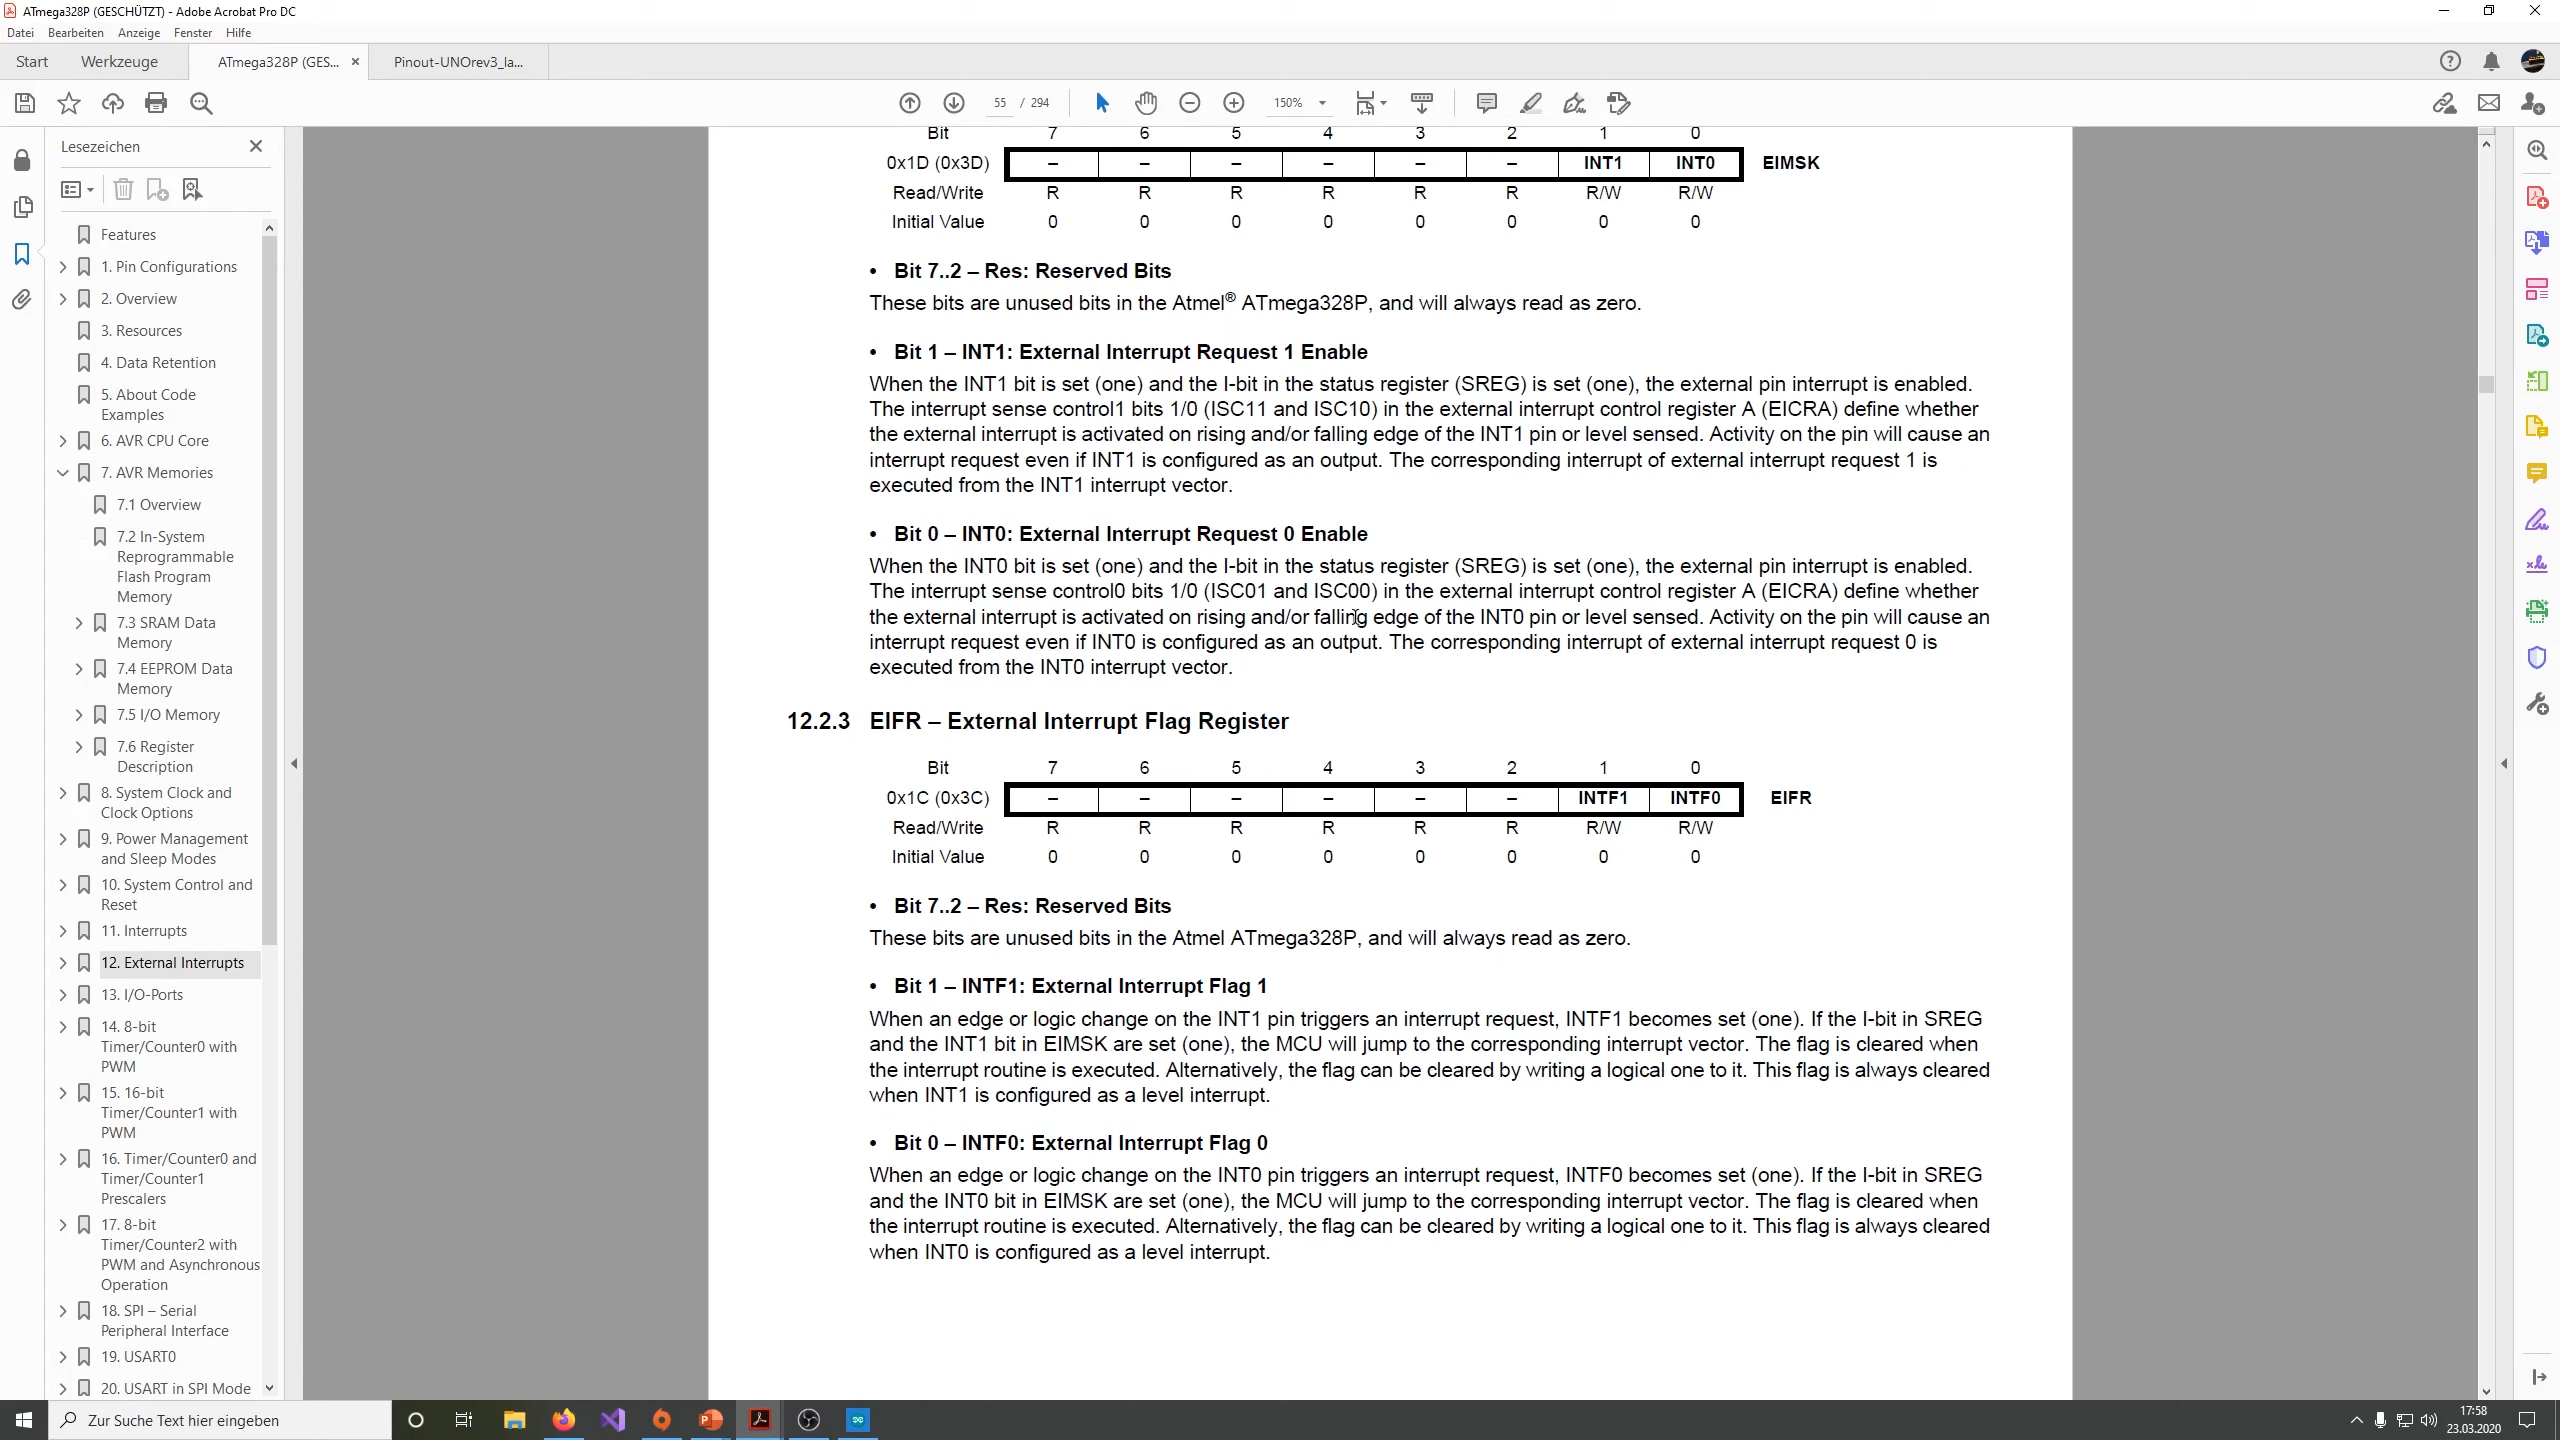 ATmega328P (GESCHÜTZT) - Adobe Acrobat Pro DC
Datei Bearbeiten Anzeige Fenster Hilfe
Start Werkzeuge ATmega328P (GES... Pinout-UNOrev3_la...
55 / 294 150%
Lesezeichen
Features
1. Pin Configurations
2. Overview
3. Resources
4. Data Retention
5. About Code
Examples
6. AVR CPU Core
7. AVR Memories
7.1 Overview
7.2 In-System
Reprogrammable
Flash Program
Memory
7.3 SRAM Data
Memory
7.4 EEPROM Data
Memory
7.5 I/O Memory
7.6 Register
Description
8. System Clock and
Clock Options
9. Power Management
and Sleep Modes
10. System Control and
Reset
11. Interrupts
12. External Interrupts
13. I/O-Ports
14. 8-bit
Timer/Counter0 with
PWM
15. 16-bit
Timer/Counter1 with
PWM
16. Timer/Counter0 and
Timer/Counter1
Prescalers
17. 8-bit
Timer/Counter2 with
PWM and Asynchronous
Operation
18. SPI – Serial
Peripheral Interface
19. USART0
20. USART in SPI Mode
Bit 7 6 5 4 3 2 1 0
0x1D (0x3D) – – – – – – INT1 INT0 EIMSK
Read/Write R R R R R R R/W R/W
Initial Value 0 0 0 0 0 0 0 0
• Bit 7..2 – Res: Reserved Bits
These bits are unused bits in the Atmel® ATmega328P, and will always read as zero.
• Bit 1 – INT1: External Interrupt Request 1 Enable
When the INT1 bit is set (one) and the I-bit in the status register (SREG) is set (one), the external pin interrupt is enabled.
The interrupt sense control1 bits 1/0 (ISC11 and ISC10) in the external interrupt control register A (EICRA) define whether
the external interrupt is activated on rising and/or falling edge of the INT1 pin or level sensed. Activity on the pin will cause an
interrupt request even if INT1 is configured as an output. The corresponding interrupt of external interrupt request 1 is
executed from the INT1 interrupt vector.
• Bit 0 – INT0: External Interrupt Request 0 Enable
When the INT0 bit is set (one) and the I-bit in the status register (SREG) is set (one), the external pin interrupt is enabled.
The interrupt sense control0 bits 1/0 (ISC01 and ISC00) in the external interrupt control register A (EICRA) define whether
the external interrupt is activated on rising and/or falling edge of the INT0 pin or level sensed. Activity on the pin will cause an
interrupt request even if INT0 is configured as an output. The corresponding interrupt of external interrupt request 0 is
executed from the INT0 interrupt vector.
12.2.3 EIFR – External Interrupt Flag Register
Bit 7 6 5 4 3 2 1 0
0x1C (0x3C) – – – – – – INTF1 INTF0 EIFR
Read/Write R R R R R R R/W R/W
Initial Value 0 0 0 0 0 0 0 0
• Bit 7..2 – Res: Reserved Bits
These bits are unused bits in the Atmel ATmega328P, and will always read as zero.
• Bit 1 – INTF1: External Interrupt Flag 1
When an edge or logic change on the INT1 pin triggers an interrupt request, INTF1 becomes set (one). If the I-bit in SREG
and the INT1 bit in EIMSK are set (one), the MCU will jump to the corresponding interrupt vector. The flag is cleared when
the interrupt routine is executed. Alternatively, the flag can be cleared by writing a logical one to it. This flag is always cleared
when INT1 is configured as a level interrupt.
• Bit 0 – INTF0: External Interrupt Flag 0
When an edge or logic change on the INT0 pin triggers an interrupt request, INTF0 becomes set (one). If the I-bit in SREG
and the INT0 bit in EIMSK are set (one), the MCU will jump to the corresponding interrupt vector. The flag is cleared when
the interrupt routine is executed. Alternatively, the flag can be cleared by writing a logical one to it. This flag is always cleared
when INT0 is configured as a level interrupt.
Zur Suche Text hier eingeben
17:58
23.03.2020